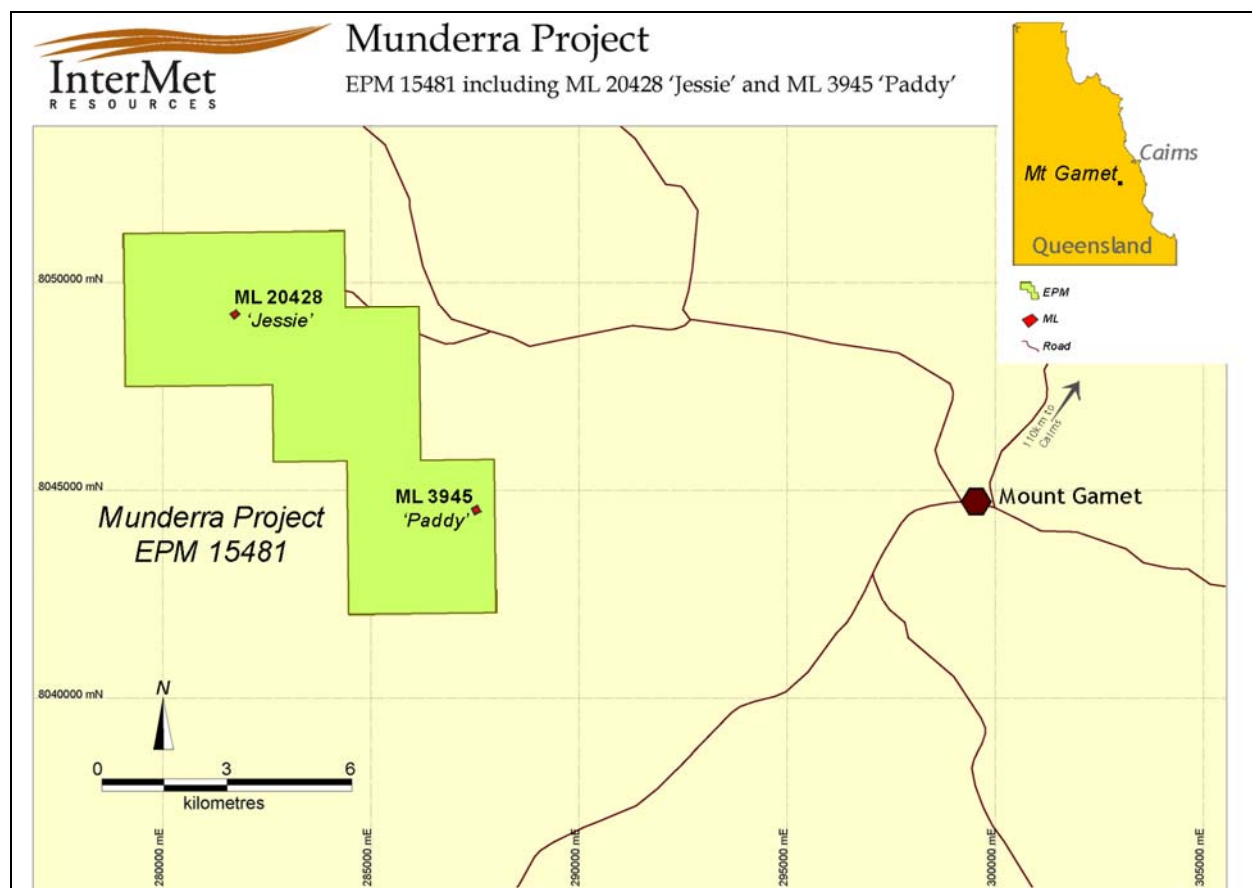 InterMet
RESOURCES
Munderra Project
EPM 15481 including ML 20428 'Jessie' and ML 3945 'Paddy'
Cairns
Mt Garnet
Queensland
EPM
ML
Road
8050000 mN
ML 20428
'Jessie'
110km to
Cairns
8045000 mN
ML 3945
'Paddy'
Mount Garnet
Munderra Project
EPM 15481
8040000 mN
N
0 3 6
kilometres
280000 mE
285000 mE
290000 mE
295000 mE
300000 mE
305000 mE